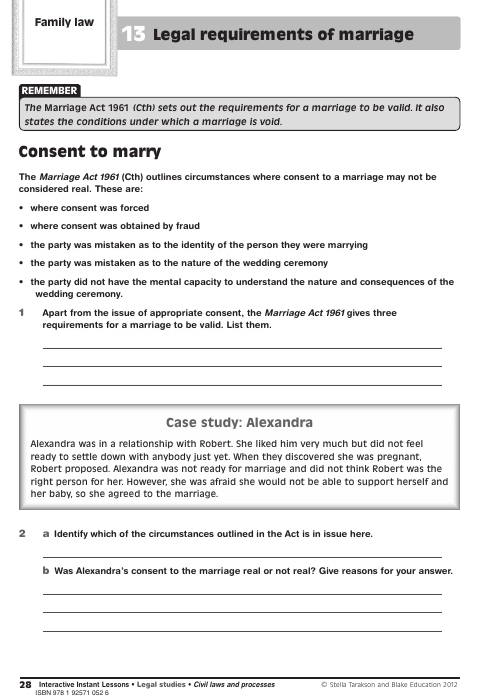 Family law
13 Legal requirements of marriage
REMEMBER
The Marriage Act 1961 (Cth) sets out the requirements for a marriage to be valid. It also
states the conditions under which a marriage is void.
Consent to marry
The Marriage Act 1961 (Cth) outlines circumstances where consent to a marriage may not be
considered real. These are:
• where consent was forced
• where consent was obtained by fraud
• the party was mistaken as to the identity of the person they were marrying
• the party was mistaken as to the nature of the wedding ceremony
• the party did not have the mental capacity to understand the nature and consequences of the
wedding ceremony.
1 Apart from the issue of appropriate consent, the Marriage Act 1961 gives three
requirements for a marriage to be valid. List them.
Case study: Alexandra
Alexandra was in a relationship with Robert. She liked him very much but did not feel
ready to settle down with anybody just yet. When they discovered she was pregnant,
Robert proposed. Alexandra was not ready for marriage and did not think Robert was the
right person for her. However, she was afraid she would not be able to support herself and
her baby, so she agreed to the marriage.
2 a Identify which of the circumstances outlined in the Act is in issue here.
b Was Alexandra's consent to the marriage real or not real? Give reasons for your answer.
28 Interactive Instant Lessons • Legal studies • Civil laws and processes © Stella Tarakson and Blake Education 2012
ISBN 978 1 92571 052 6